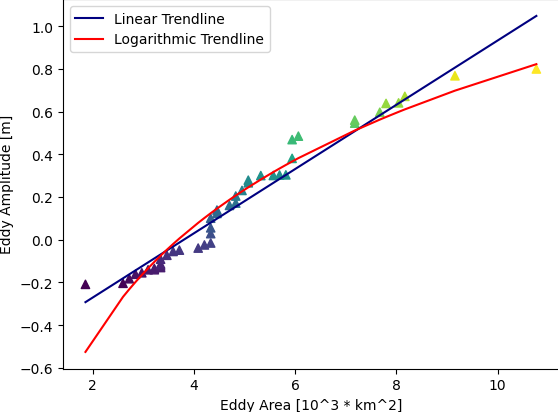 Linear Trendline
Logarithmic Trendline
Eddy Amplitude [m]
1.0
0.8
0.6
0.4
0.2
0.0
−0.2
−0.4
−0.6
2 4 6 8 10
Eddy Area [10^3 * km^2]